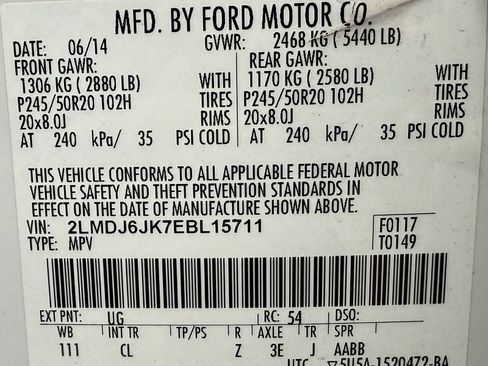 MFD. BY FORD MOTOR CO.
DATE: 06/14 GVWR: 2468 KG ( 5440 LB)
FRONT GAWR: REAR GAWR:
1306 KG ( 2880 LB) WITH 1170 KG ( 2580 LB) WITH
P245/50R20 102H TIRES P245/50R20 102H TIRES
20x8.0J RIMS 20x8.0J RIMS
AT 240 kPa/ 35 PSI COLD AT 240 kPa/ 35 PSI COLD
THIS VEHICLE CONFORMS TO ALL APPLICABLE FEDERAL MOTOR
VEHICLE SAFETY AND THEFT PREVENTION STANDARDS IN
EFFECT ON THE DATE OF MANUFACTURE SHOWN ABOVE.
VIN: 2LMDJ6JK7EBL15711 F0117
TYPE: MPV T0149
EXT PNT: UG RC: 54 DSO:
WB INT TR TP/PS R AXLE TR SPR
111 CL Z 3E J AABB
UTC ▽5U5A-1520472-BA